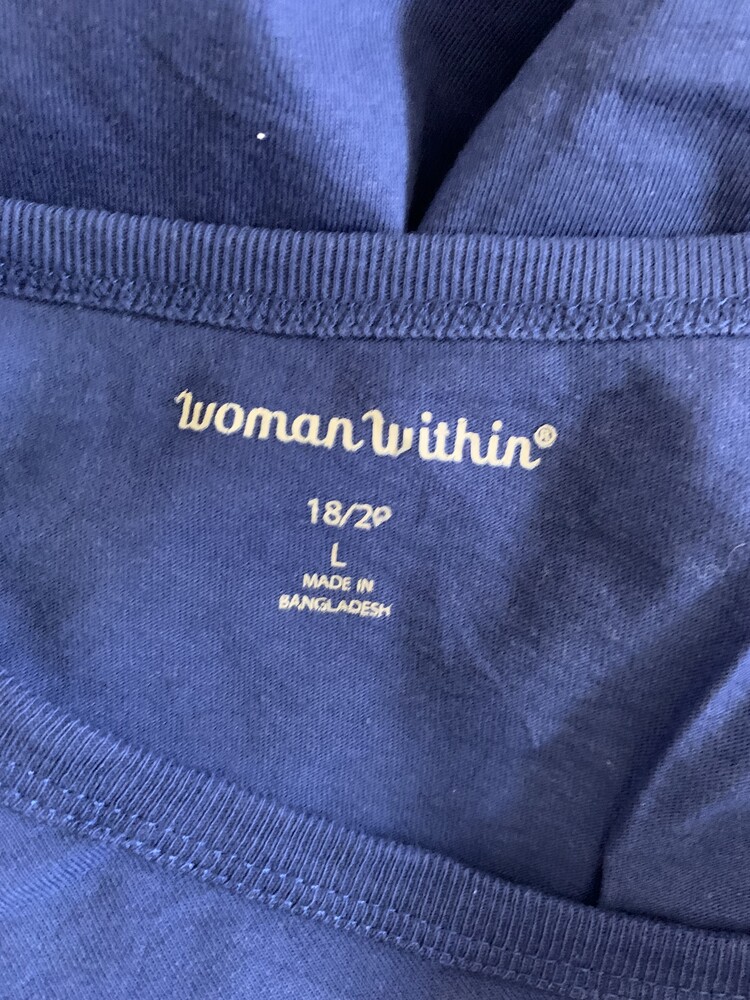 Woman Within®
18/20
L
MADE IN
BANGLADESH